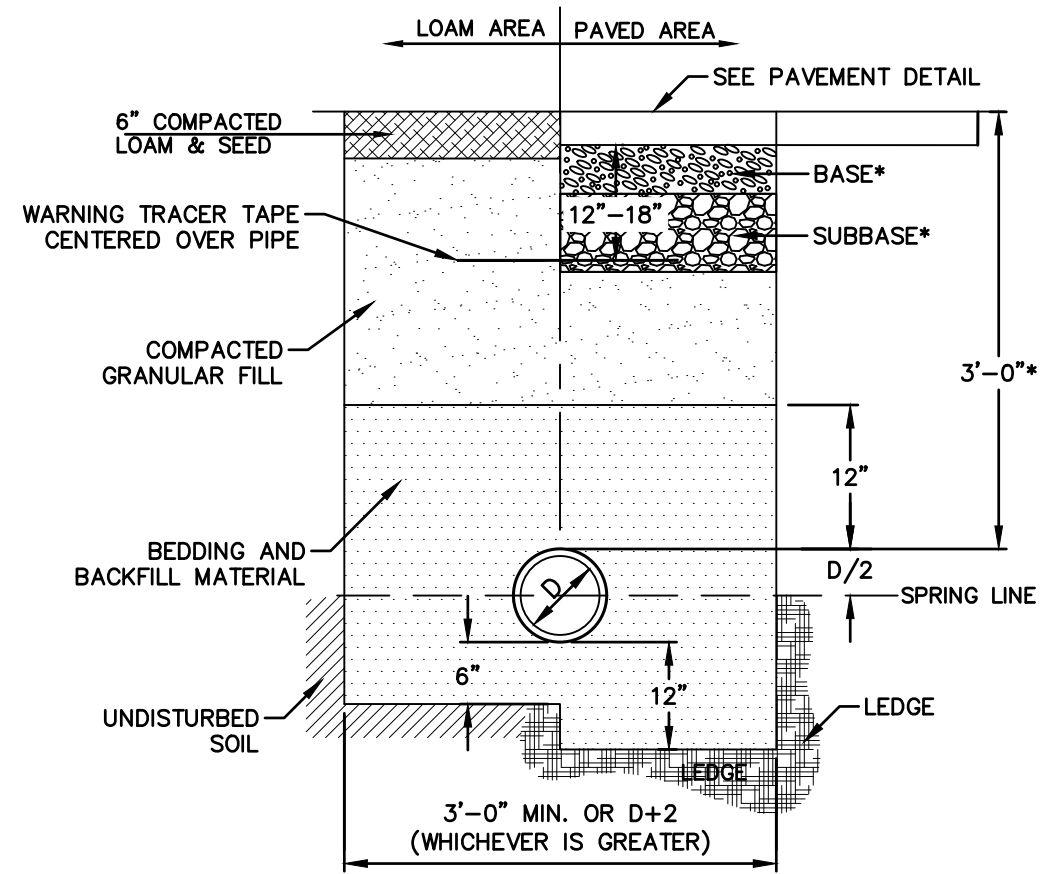 LOAM AREA
PAVED AREA
SEE PAVEMENT DETAIL
6" COMPACTED
LOAM & SEED
BASE*
WARNING TRACER TAPE
CENTERED OVER PIPE
12"-18"
SUBBASE*
COMPACTED
GRANULAR FILL
3'-0"*
12"
BEDDING AND
BACKFILL MATERIAL
D/2
D
SPRING LINE
6"
12"
UNDISTURBED
SOIL
LEDGE
LEDGE
3'-0" MIN. OR D+2
(WHICHEVER IS GREATER)